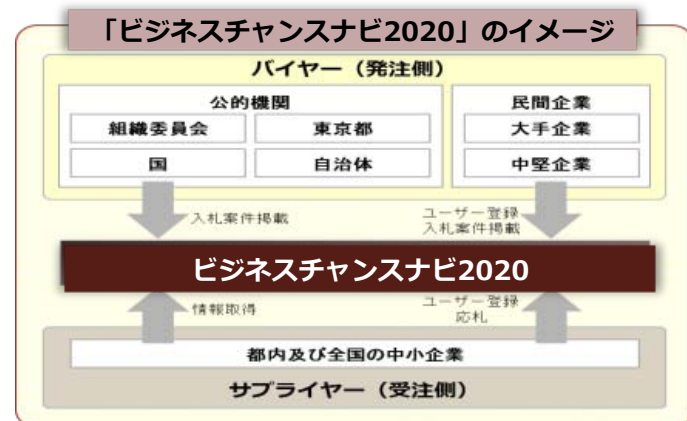 「ビジネスチャンスナビ2020」のイメージ
バイヤー（発注側）
公的機関
組織委員会
東京都
国
自治体
民間企業
大手企業
中堅企業
入札案件掲載
ユーザー登録
入札案件掲載
ビジネスチャンスナビ2020
情報取得
ユーザー登録
応札
都内及び全国の中小企業
サプライヤー（受注側）